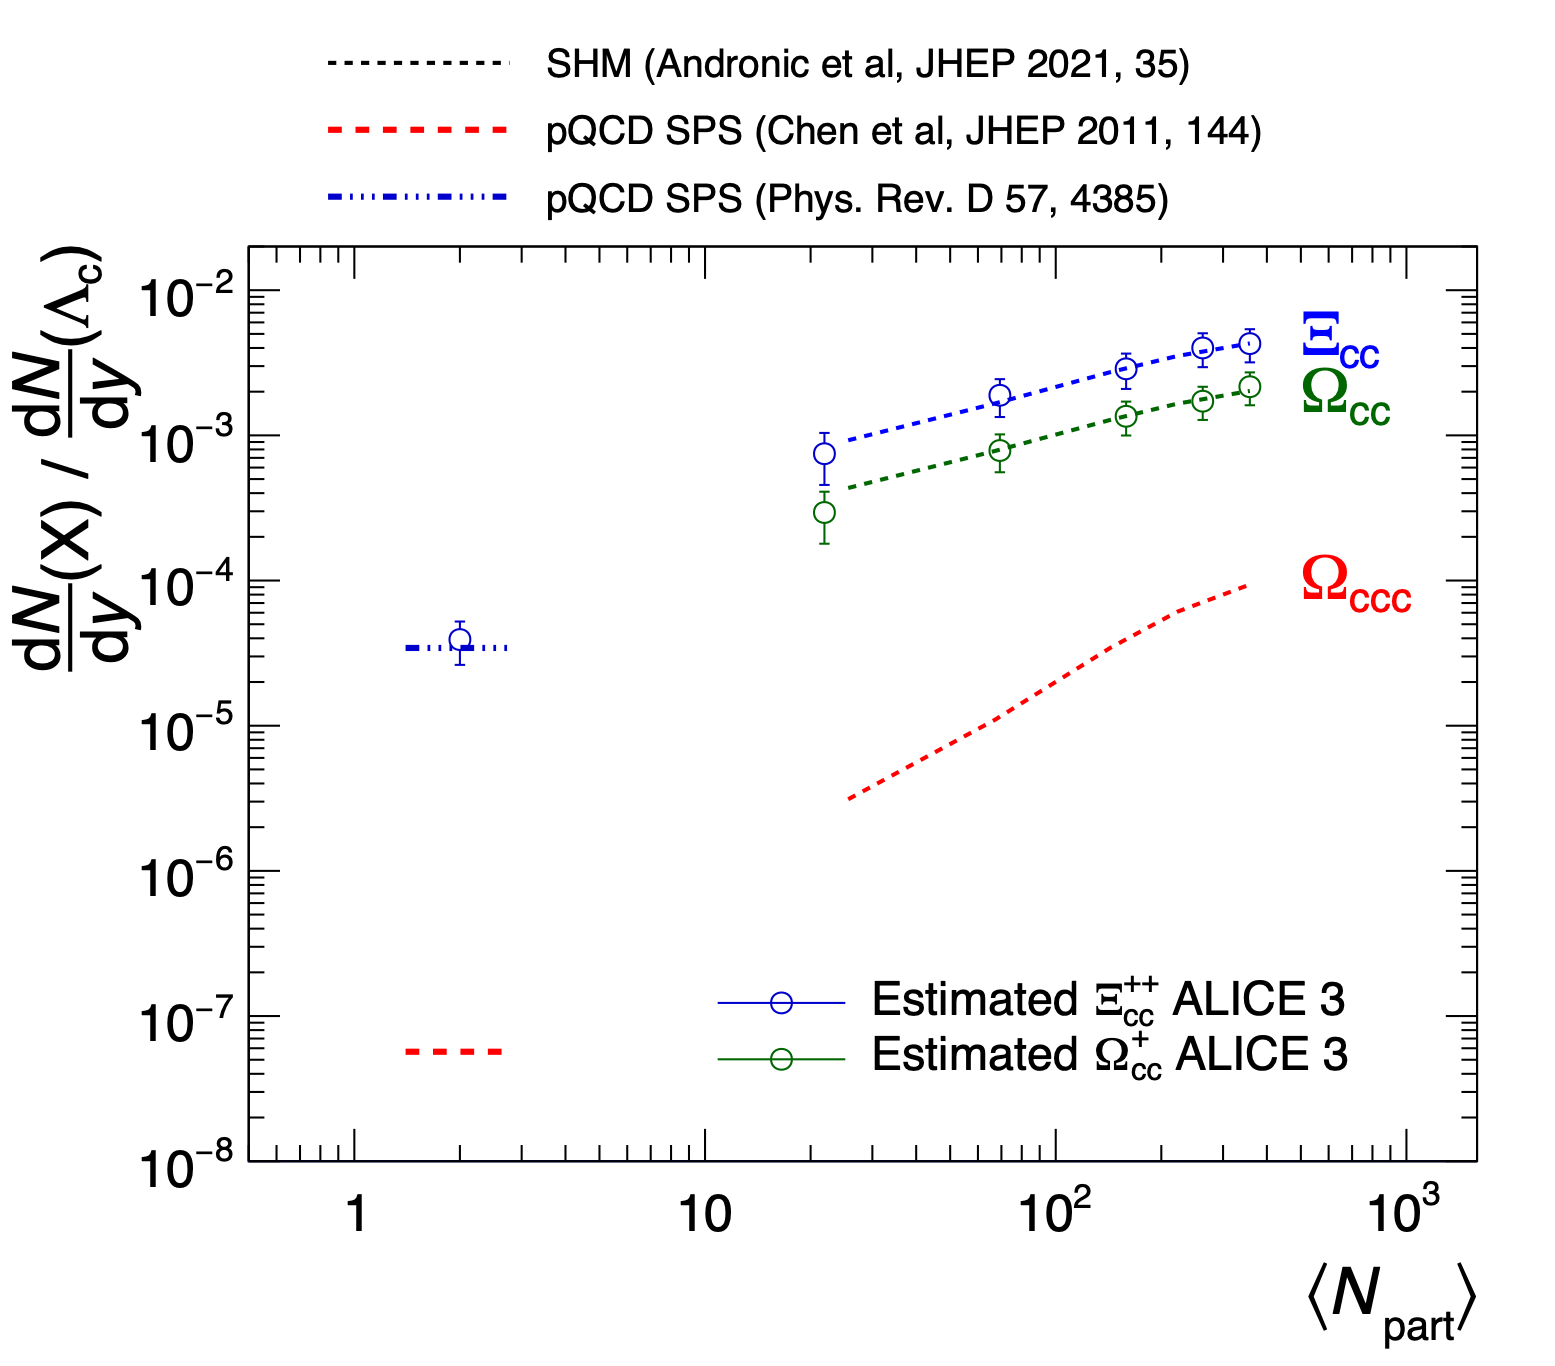 SHM (Andronic et al, JHEP 2021, 35)
pQCD SPS (Chen et al, JHEP 2011, 144)
pQCD SPS (Phys. Rev. D 57, 4385)
dN/dy(X) / dN/dy(Λc)
10−2
10−3
10−4
10−5
10−6
10−7
10−8
Ξcc
Ωcc
Ωccc
Estimated Ξcc++ ALICE 3
Estimated Ωcc+ ALICE 3
1 10 10² 10³
⟨Npart⟩